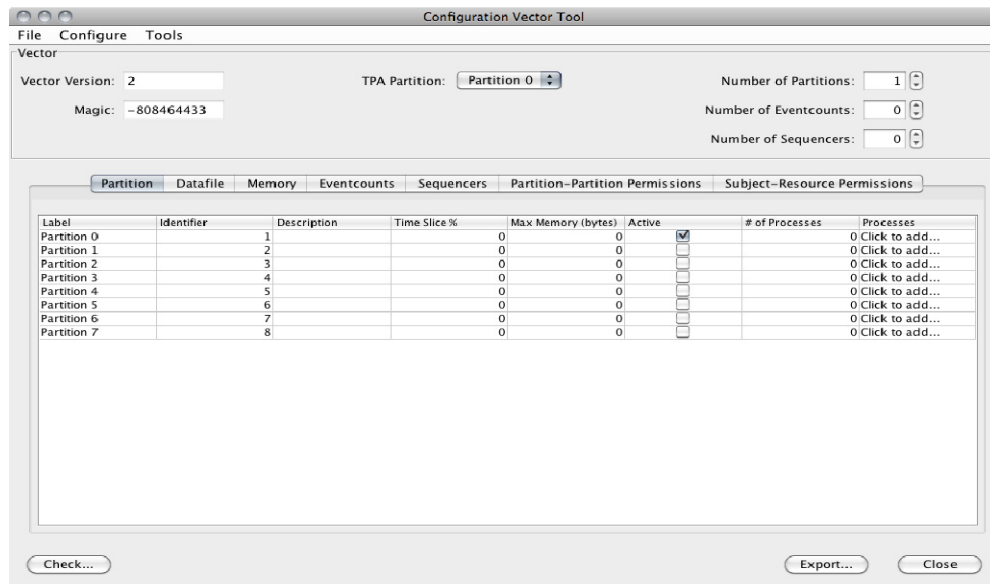 Configuration Vector Tool
File Configure Tools
Vector
Vector Version: 2 TPA Partition: Partition 0 Number of Partitions: 1
Magic: -808464433 Number of Eventcounts: 0
Number of Sequencers: 0
Partition Datafile Memory Eventcounts Sequencers Partition-Partition Permissions Subject-Resource Permissions
Label Identifier Description Time Slice % Max Memory (bytes) Active # of Processes Processes
Partition 0 1 0 0 0 Click to add...
Partition 1 2 0 0 0 Click to add...
Partition 2 3 0 0 0 Click to add...
Partition 3 4 0 0 0 Click to add...
Partition 4 5 0 0 0 Click to add...
Partition 5 6 0 0 0 Click to add...
Partition 6 7 0 0 0 Click to add...
Partition 7 8 0 0 0 Click to add...
Check... Export... Close